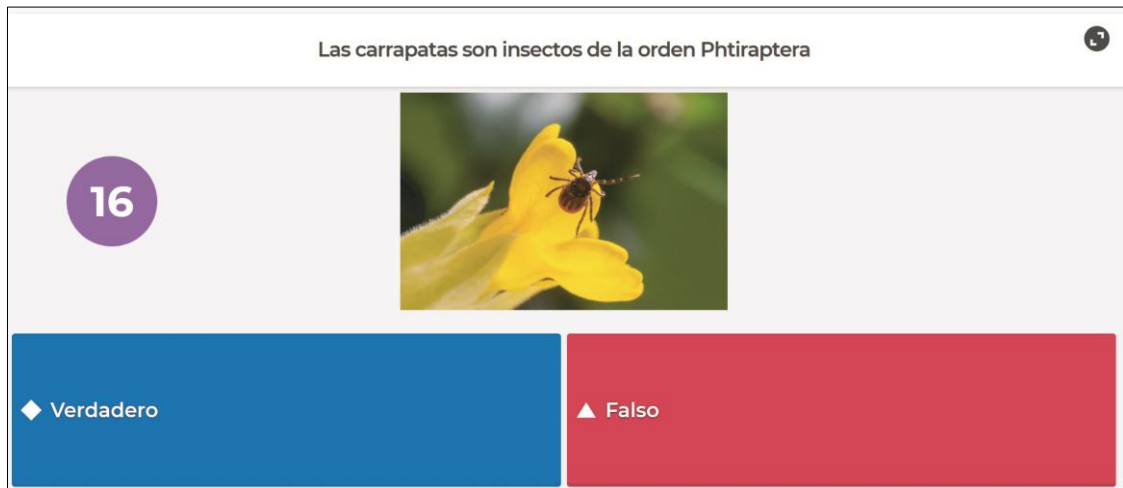 Las carrapatas son insectos de la orden Phtiraptera
16
Verdadero
Falso